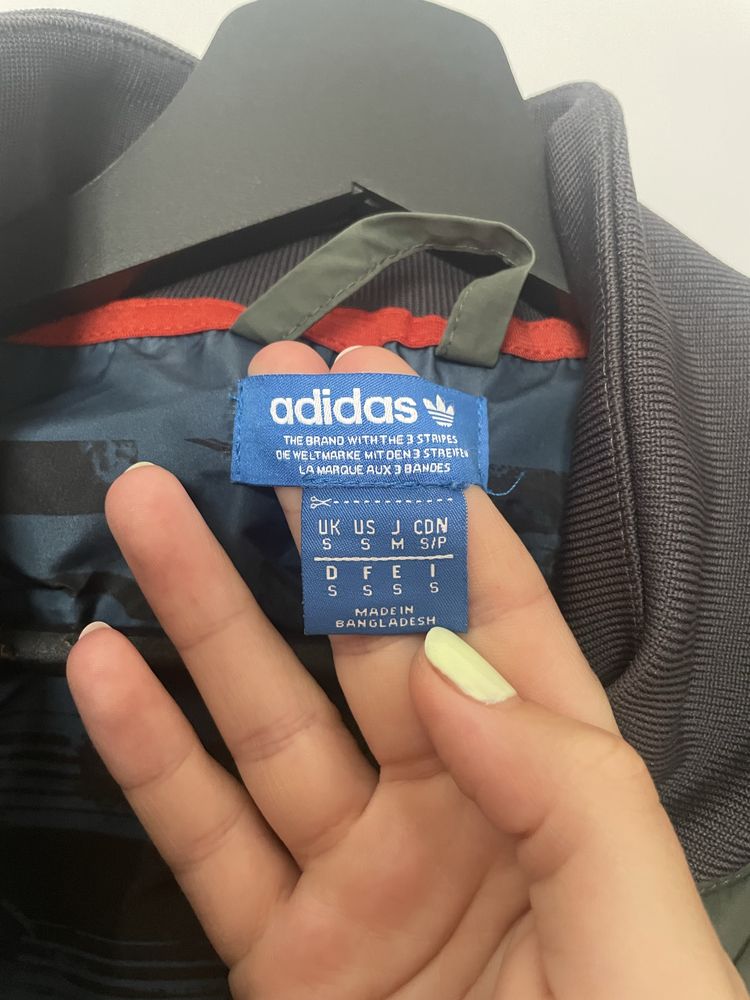 adidas
THE BRAND WITH THE 3 STRIPES
DIE WELTMARKE MIT DEN 3 STREIFEN
LA MARQUE AUX 3 BANDES
UK US J CDN
S S M S/P
D F E I
S S S S
MADE IN
BANGLADESH